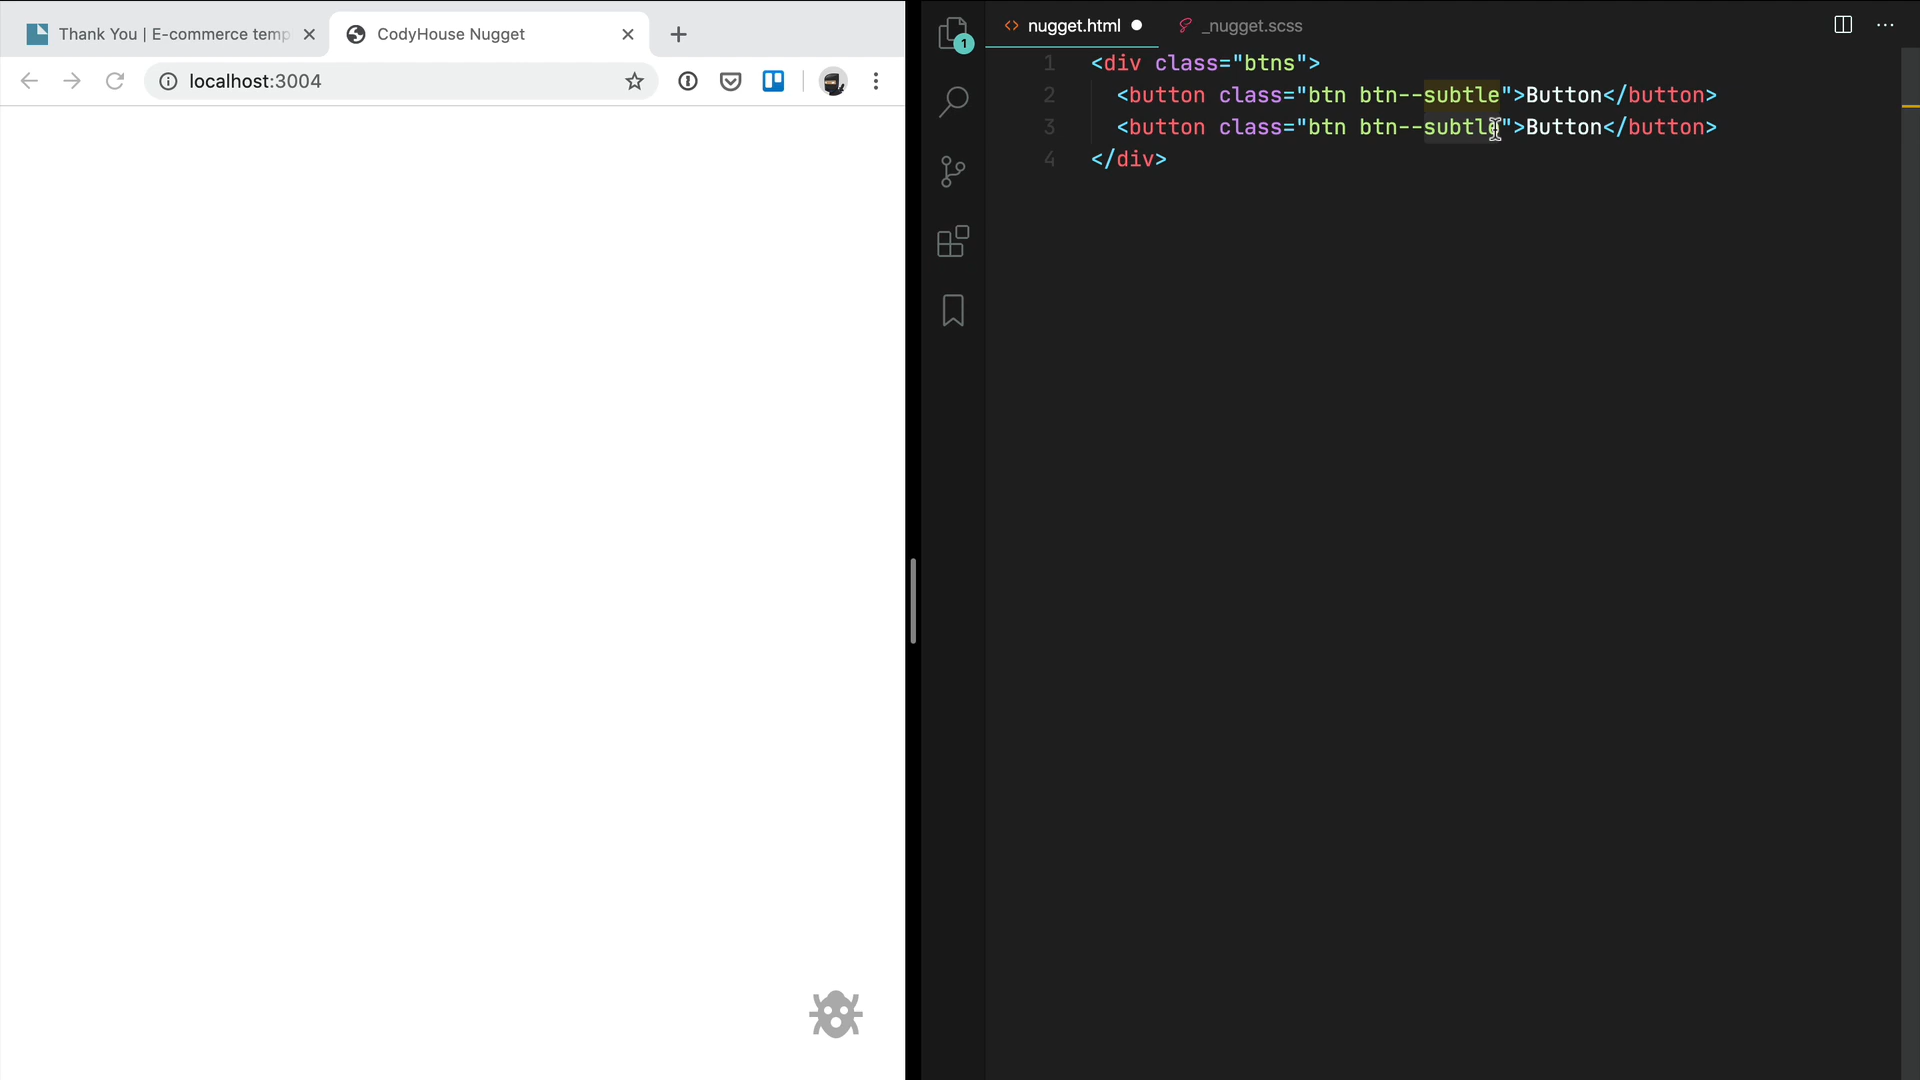 Thank You | E-commerce temp
CodyHouse Nugget
localhost:3004
1
nugget.html
_nugget.scss
1 <div class="btns">
2 <button class="btn btn--subtle">Button</button>
3 <button class="btn btn--subtle">Button</button>
4 </div>